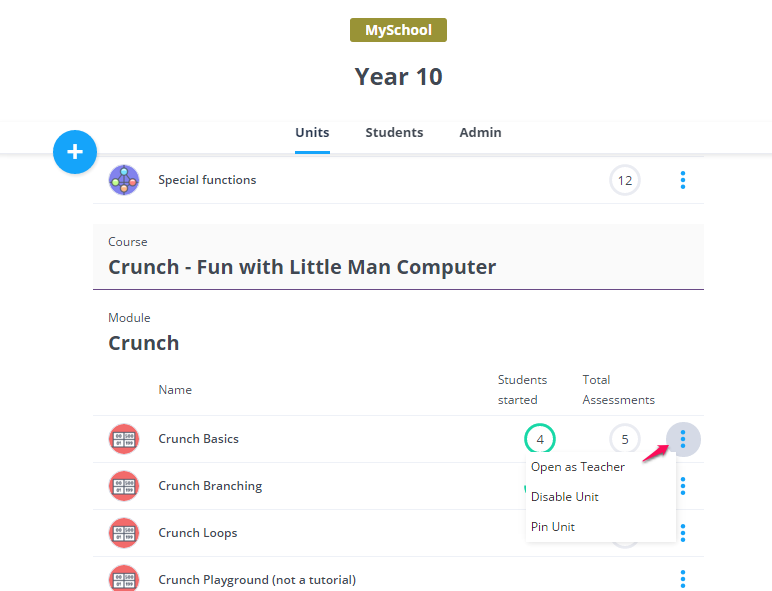 MySchool
Year 10
Units Students Admin
+
Special functions 12
Course
Crunch - Fun with Little Man Computer
Module
Crunch
Name Students started Total Assessments
Crunch Basics 4 5
Open as Teacher
Crunch Branching
Disable Unit
Pin Unit
Crunch Loops
Crunch Playground (not a tutorial)